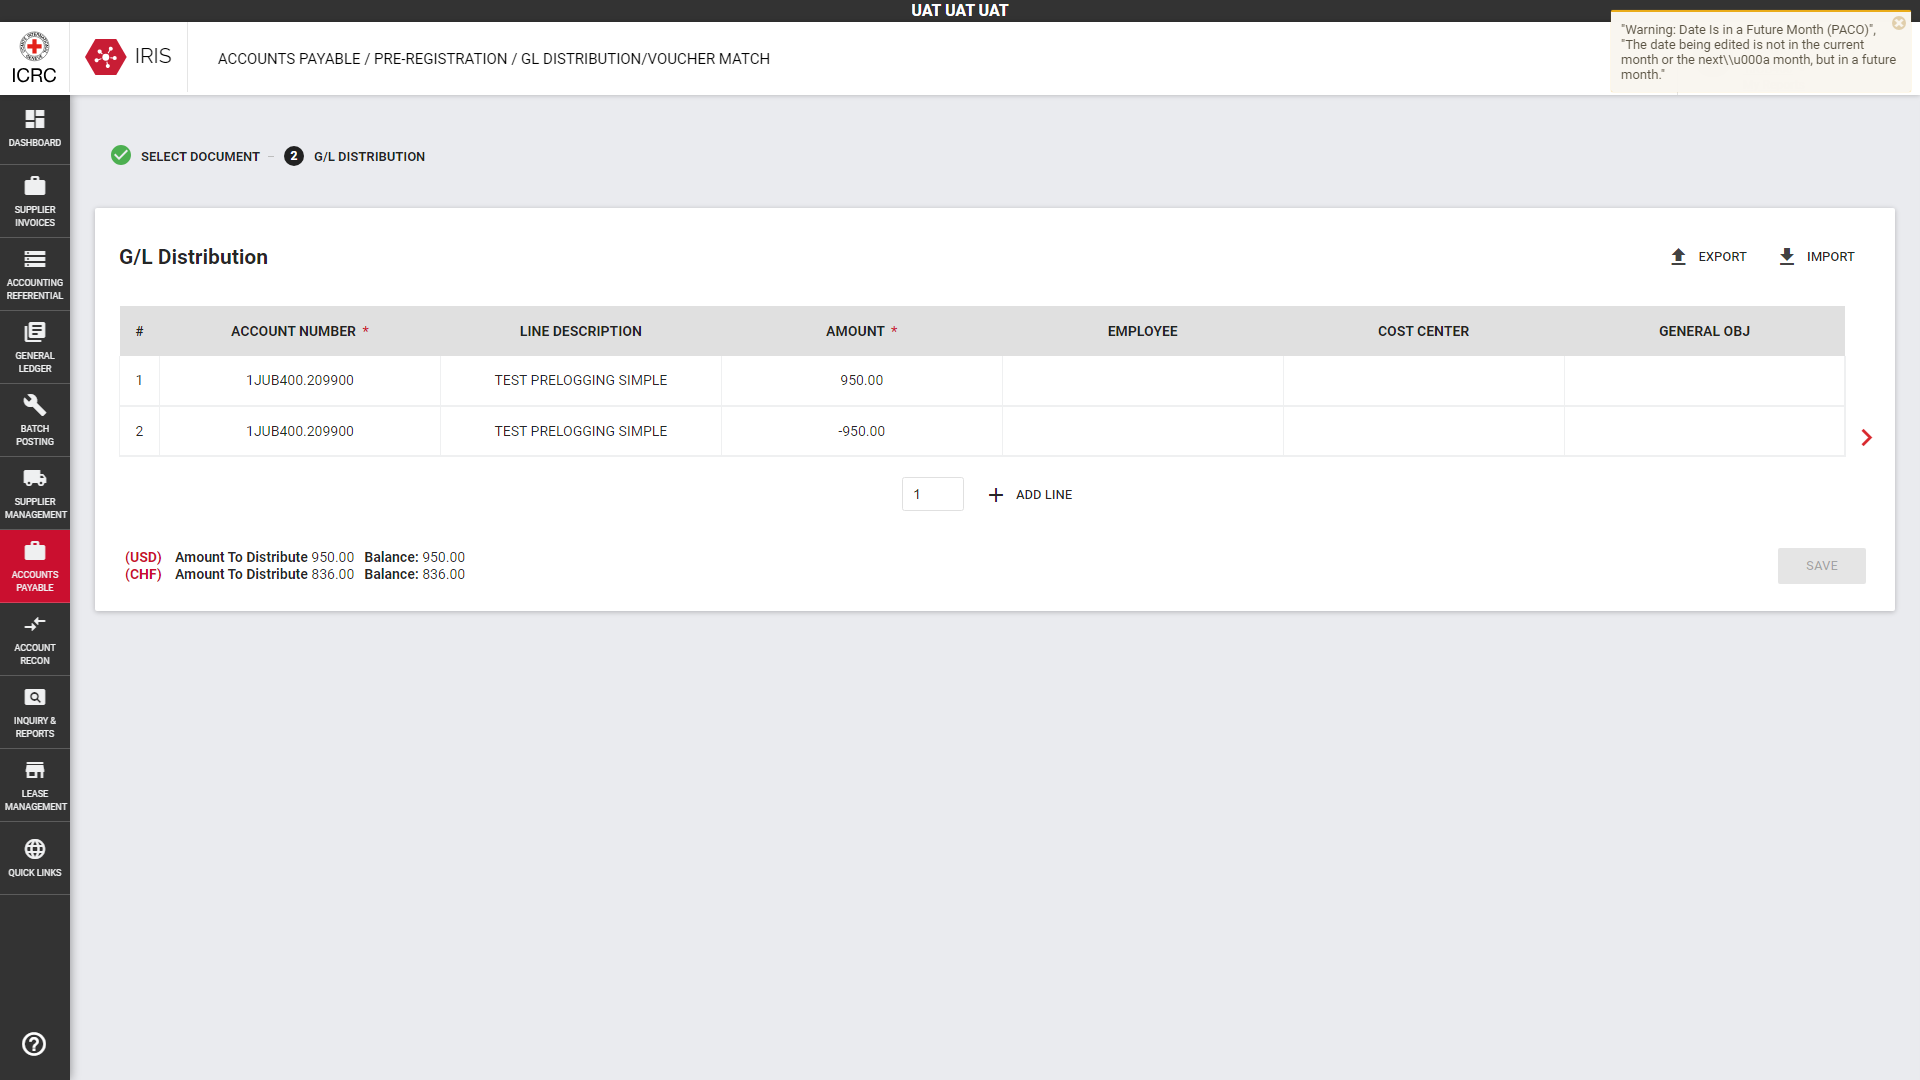 UAT UAT UAT
ICRC
IRIS
ACCOUNTS PAYABLE / PRE-REGISTRATION / GL DISTRIBUTION/VOUCHER MATCH
"Warning: Date Is in a Future Month (PACO)",
"The date being edited is not in the current
month or the next\\u000a month, but in a future
month."
DASHBOARD
SUPPLIER
INVOICES
ACCOUNTING
REFERENTIAL
GENERAL
LEDGER
BATCH
POSTING
SUPPLIER
MANAGEMENT
ACCOUNTS
PAYABLE
ACCOUNT
RECON
INQUIRY &
REPORTS
LEASE
MANAGEMENT
QUICK LINKS
SELECT DOCUMENT – 2 G/L DISTRIBUTION
G/L Distribution
EXPORT IMPORT
# ACCOUNT NUMBER * LINE DESCRIPTION AMOUNT * EMPLOYEE COST CENTER GENERAL OBJ
1 1JUB400.209900 TEST PRELOGGING SIMPLE 950.00
2 1JUB400.209900 TEST PRELOGGING SIMPLE -950.00
1 ADD LINE
(USD) Amount To Distribute 950.00 Balance: 950.00
(CHF) Amount To Distribute 836.00 Balance: 836.00
SAVE